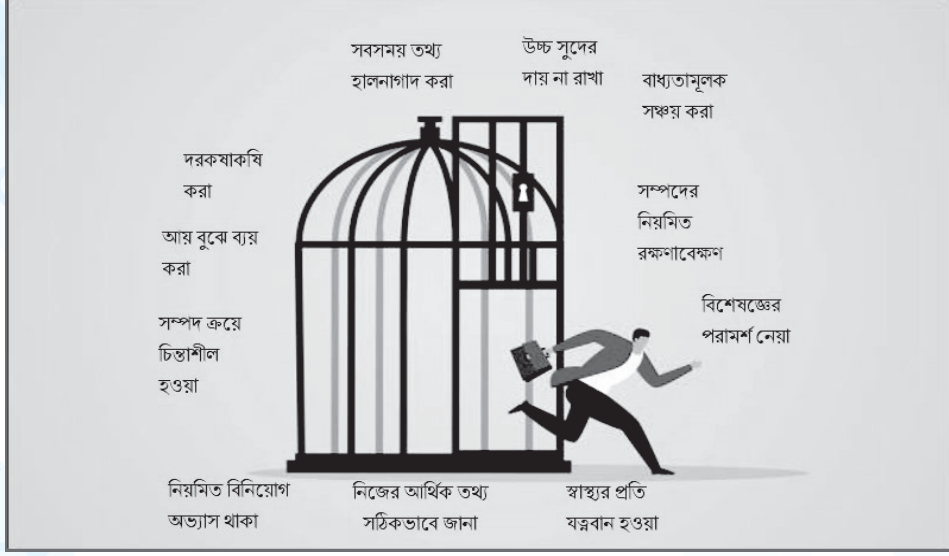 সবসময় তথ্য
হালনাগাদ করা
উচ্চ সুদের
দায় না রাখা
বাধ্যতামূলক
সঞ্চয় করা
দরকষাকষি
করা
সম্পদের
নিয়মিত
রক্ষণাবেক্ষণ
আয় বুঝে ব্যয়
করা
বিশেষজ্ঞের
পরামর্শ নেয়া
সম্পদ ক্রয়ে
চিন্তাশীল
হওয়া
নিয়মিত বিনিয়োগ
অভ্যাস থাকা
নিজের আর্থিক তথ্য
সঠিকভাবে জানা
স্বাস্থ্যর প্রতি
যত্নবান হওয়া